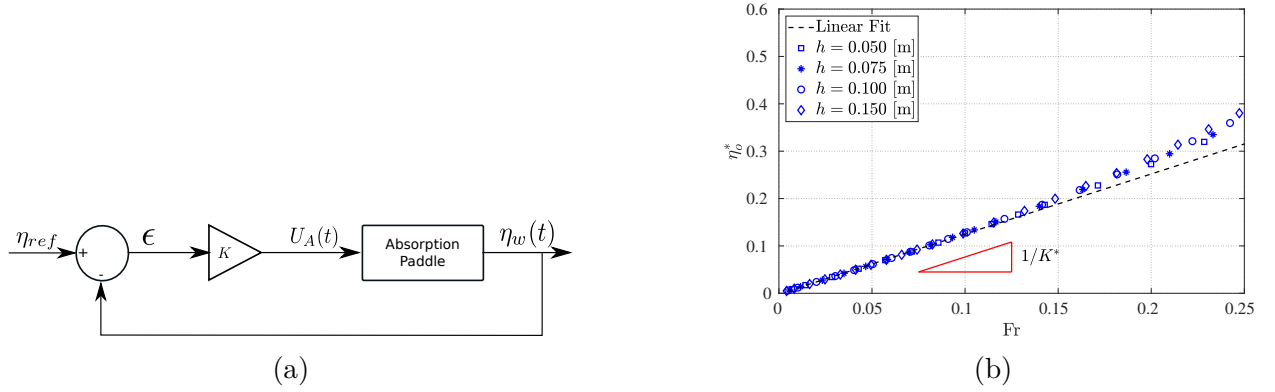 η_ref
+
-
ϵ
K
U_A(t)
Absorption
Paddle
η_w(t)
(a)
0.6
0.5
0.4
0.3
0.2
0.1
0
η_o^*
Linear Fit
h = 0.050 [m]
h = 0.075 [m]
h = 0.100 [m]
h = 0.150 [m]
1/K*
0 0.05 0.1 0.15 0.2 0.25
Fr
(b)